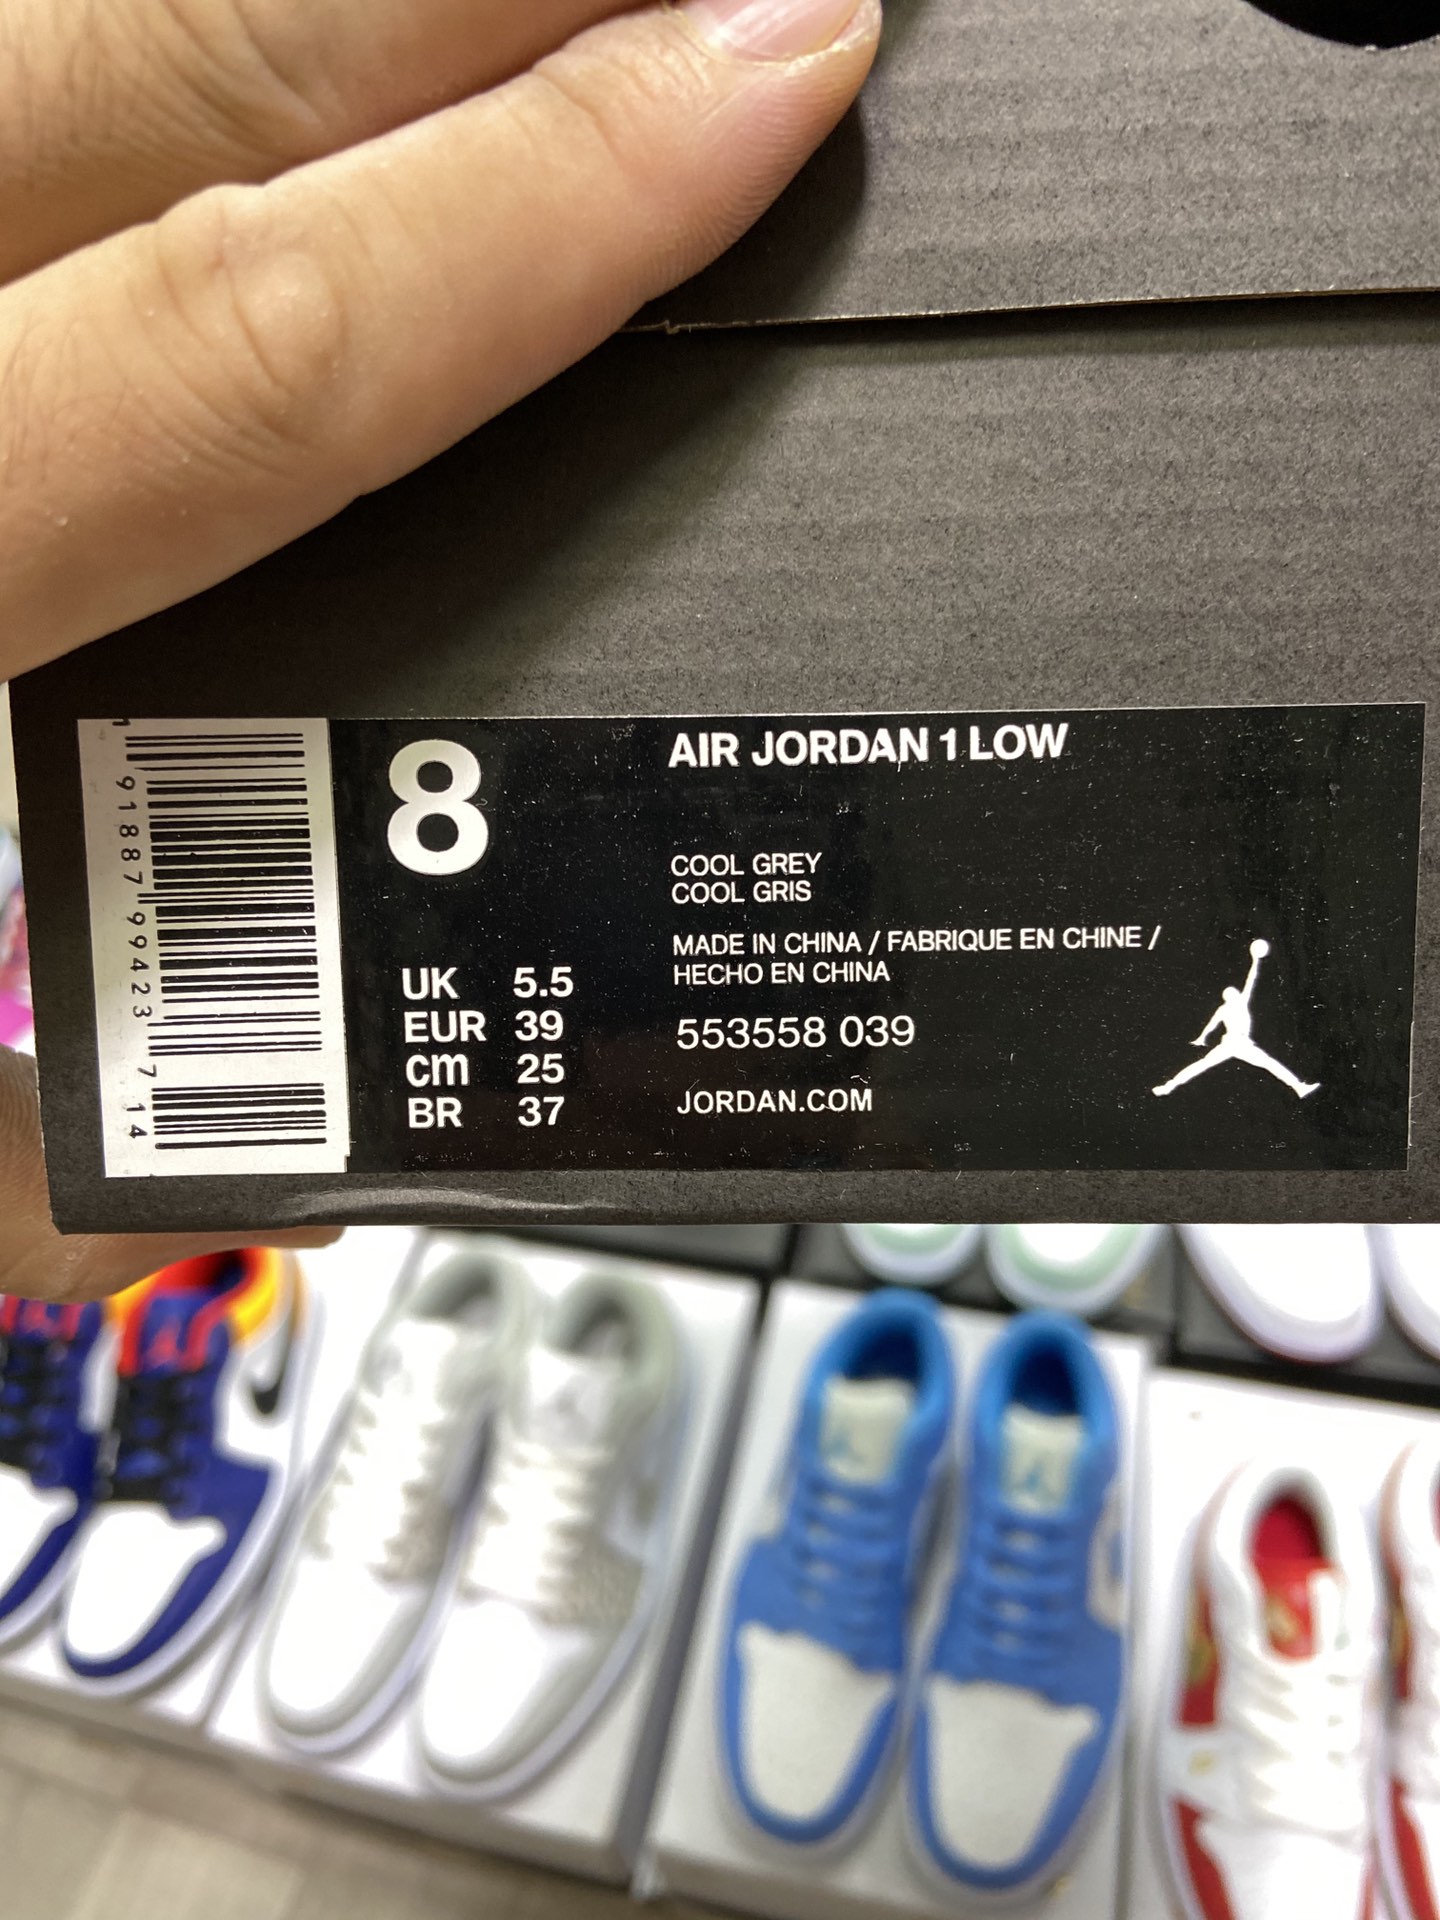 8
AIR JORDAN 1 LOW
COOL GREY
COOL GRIS
MADE IN CHINA / FABRIQUE EN CHINE /
HECHO EN CHINA
UK 5.5
EUR 39
cm 25
BR 37
553558 039
JORDAN.COM
1 91887 99423 7 14